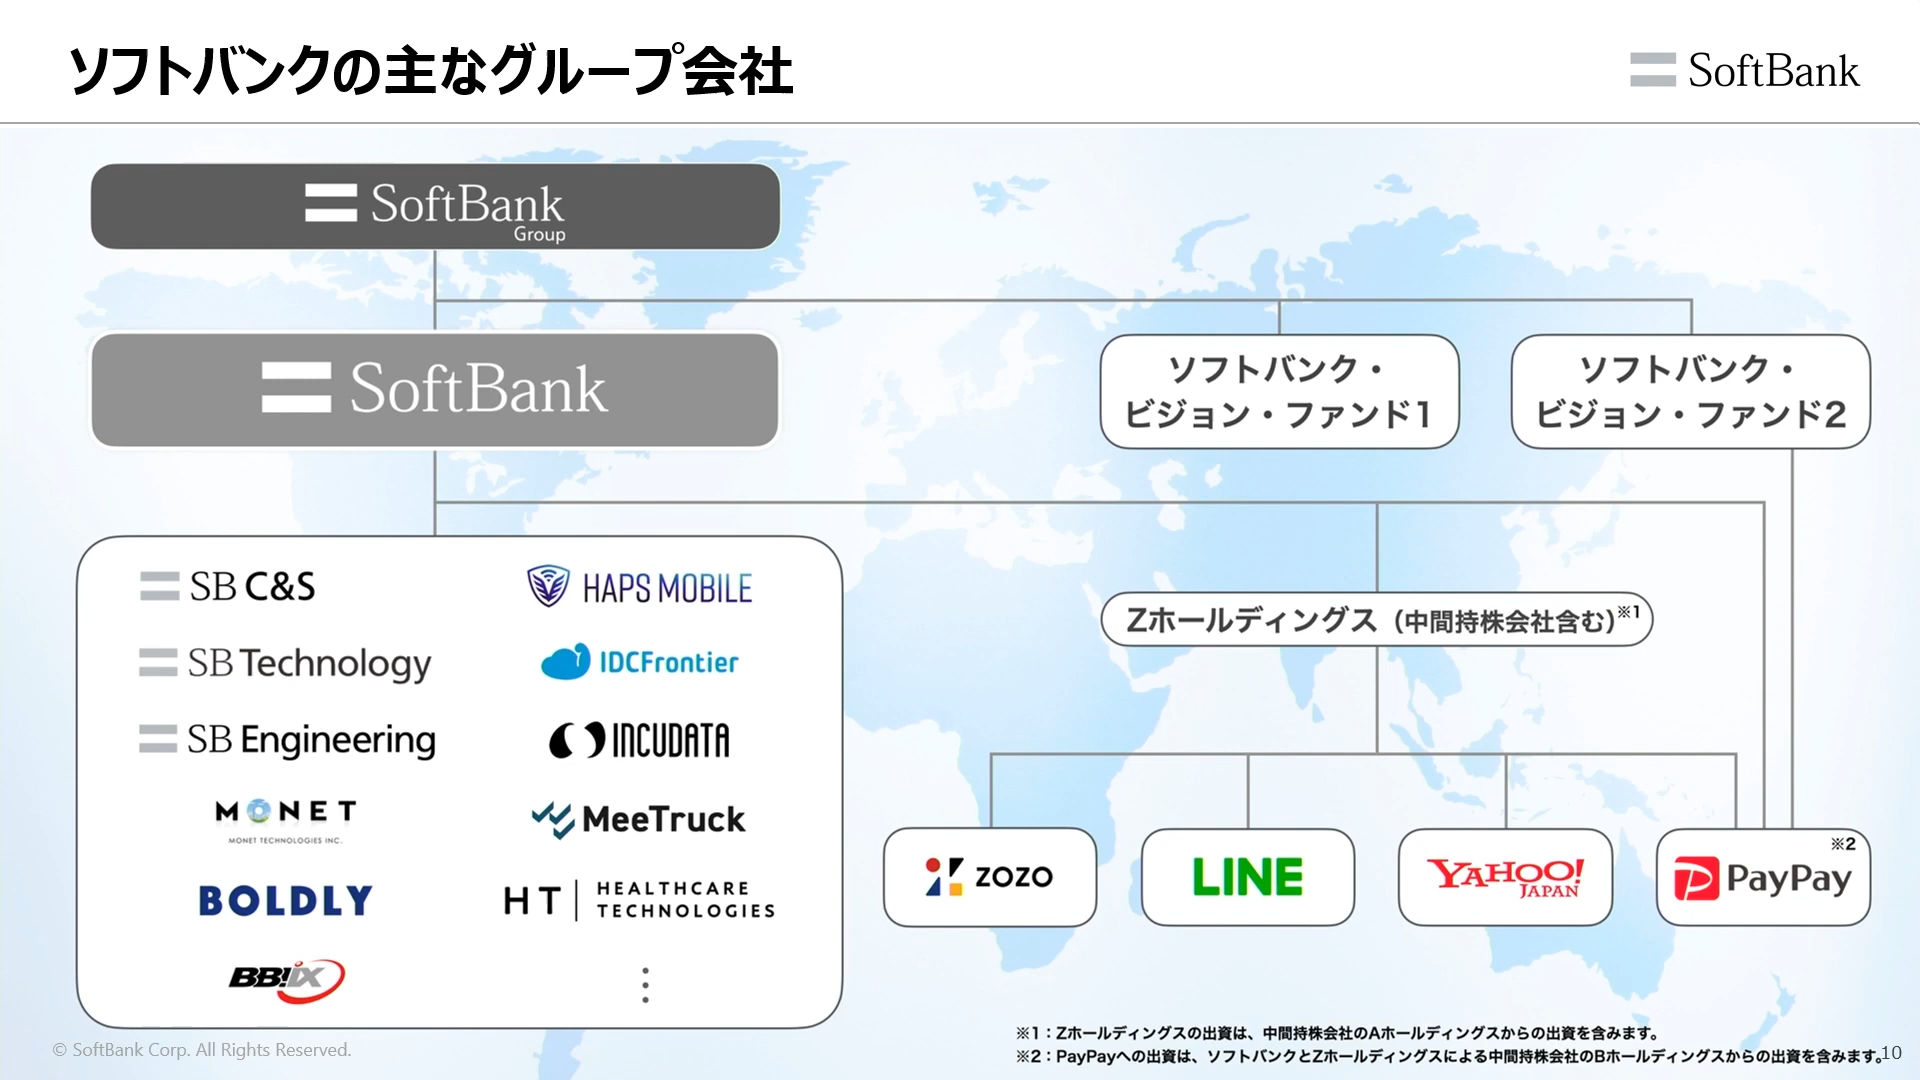 ソフトバンクの主なグループ会社
SoftBank
SoftBank
Group
SoftBank
ソフトバンク・
ビジョン・ファンド1
ソフトバンク・
ビジョン・ファンド2
SB C&S
HAPS MOBILE
SB Technology
IDCFrontier
SB Engineering
INCUDATA
MONET
MONET TECHNOLOGIES INC.
MeeTruck
BOLDLY
HT
HEALTHCARE
TECHNOLOGIES
BB!iX
⋮
Zホールディングス（中間持株会社含む）※1
ZOZO
LINE
YAHOO!
JAPAN
※2
PayPay
※1：Zホールディングスの出資は、中間持株会社のAホールディングスからの出資を含みます。
※2：PayPayへの出資は、ソフトバンクとZホールディングスによる中間持株会社のBホールディングスからの出資を含みます。
© SoftBank Corp. All Rights Reserved.
10